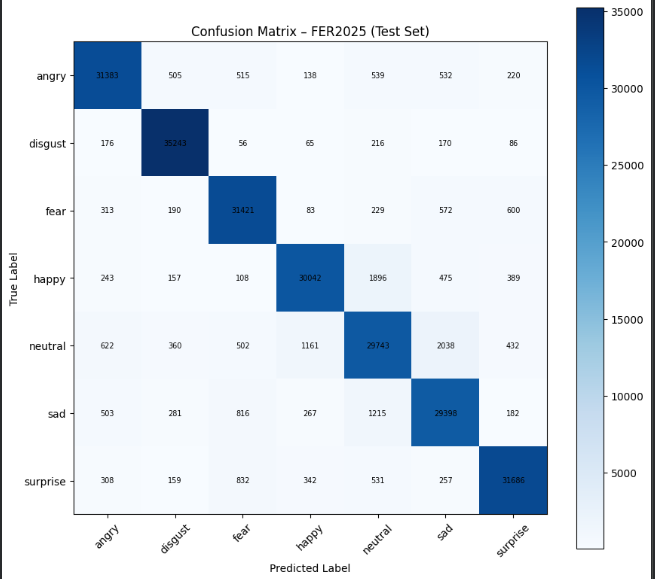 Confusion Matrix – FER2025 (Test Set)
True Label
angry 31383 505 515 138 539 532 220
disgust 176 35243 56 65 216 170 86
fear 313 190 31421 83 229 572 600
happy 243 157 108 30042 1896 475 389
neutral 622 360 502 1161 29743 2038 432
sad 503 281 816 267 1215 29398 182
surprise 308 159 832 342 531 257 31686
angry disgust fear happy neutral sad surprise
Predicted Label
35000
30000
25000
20000
15000
10000
5000